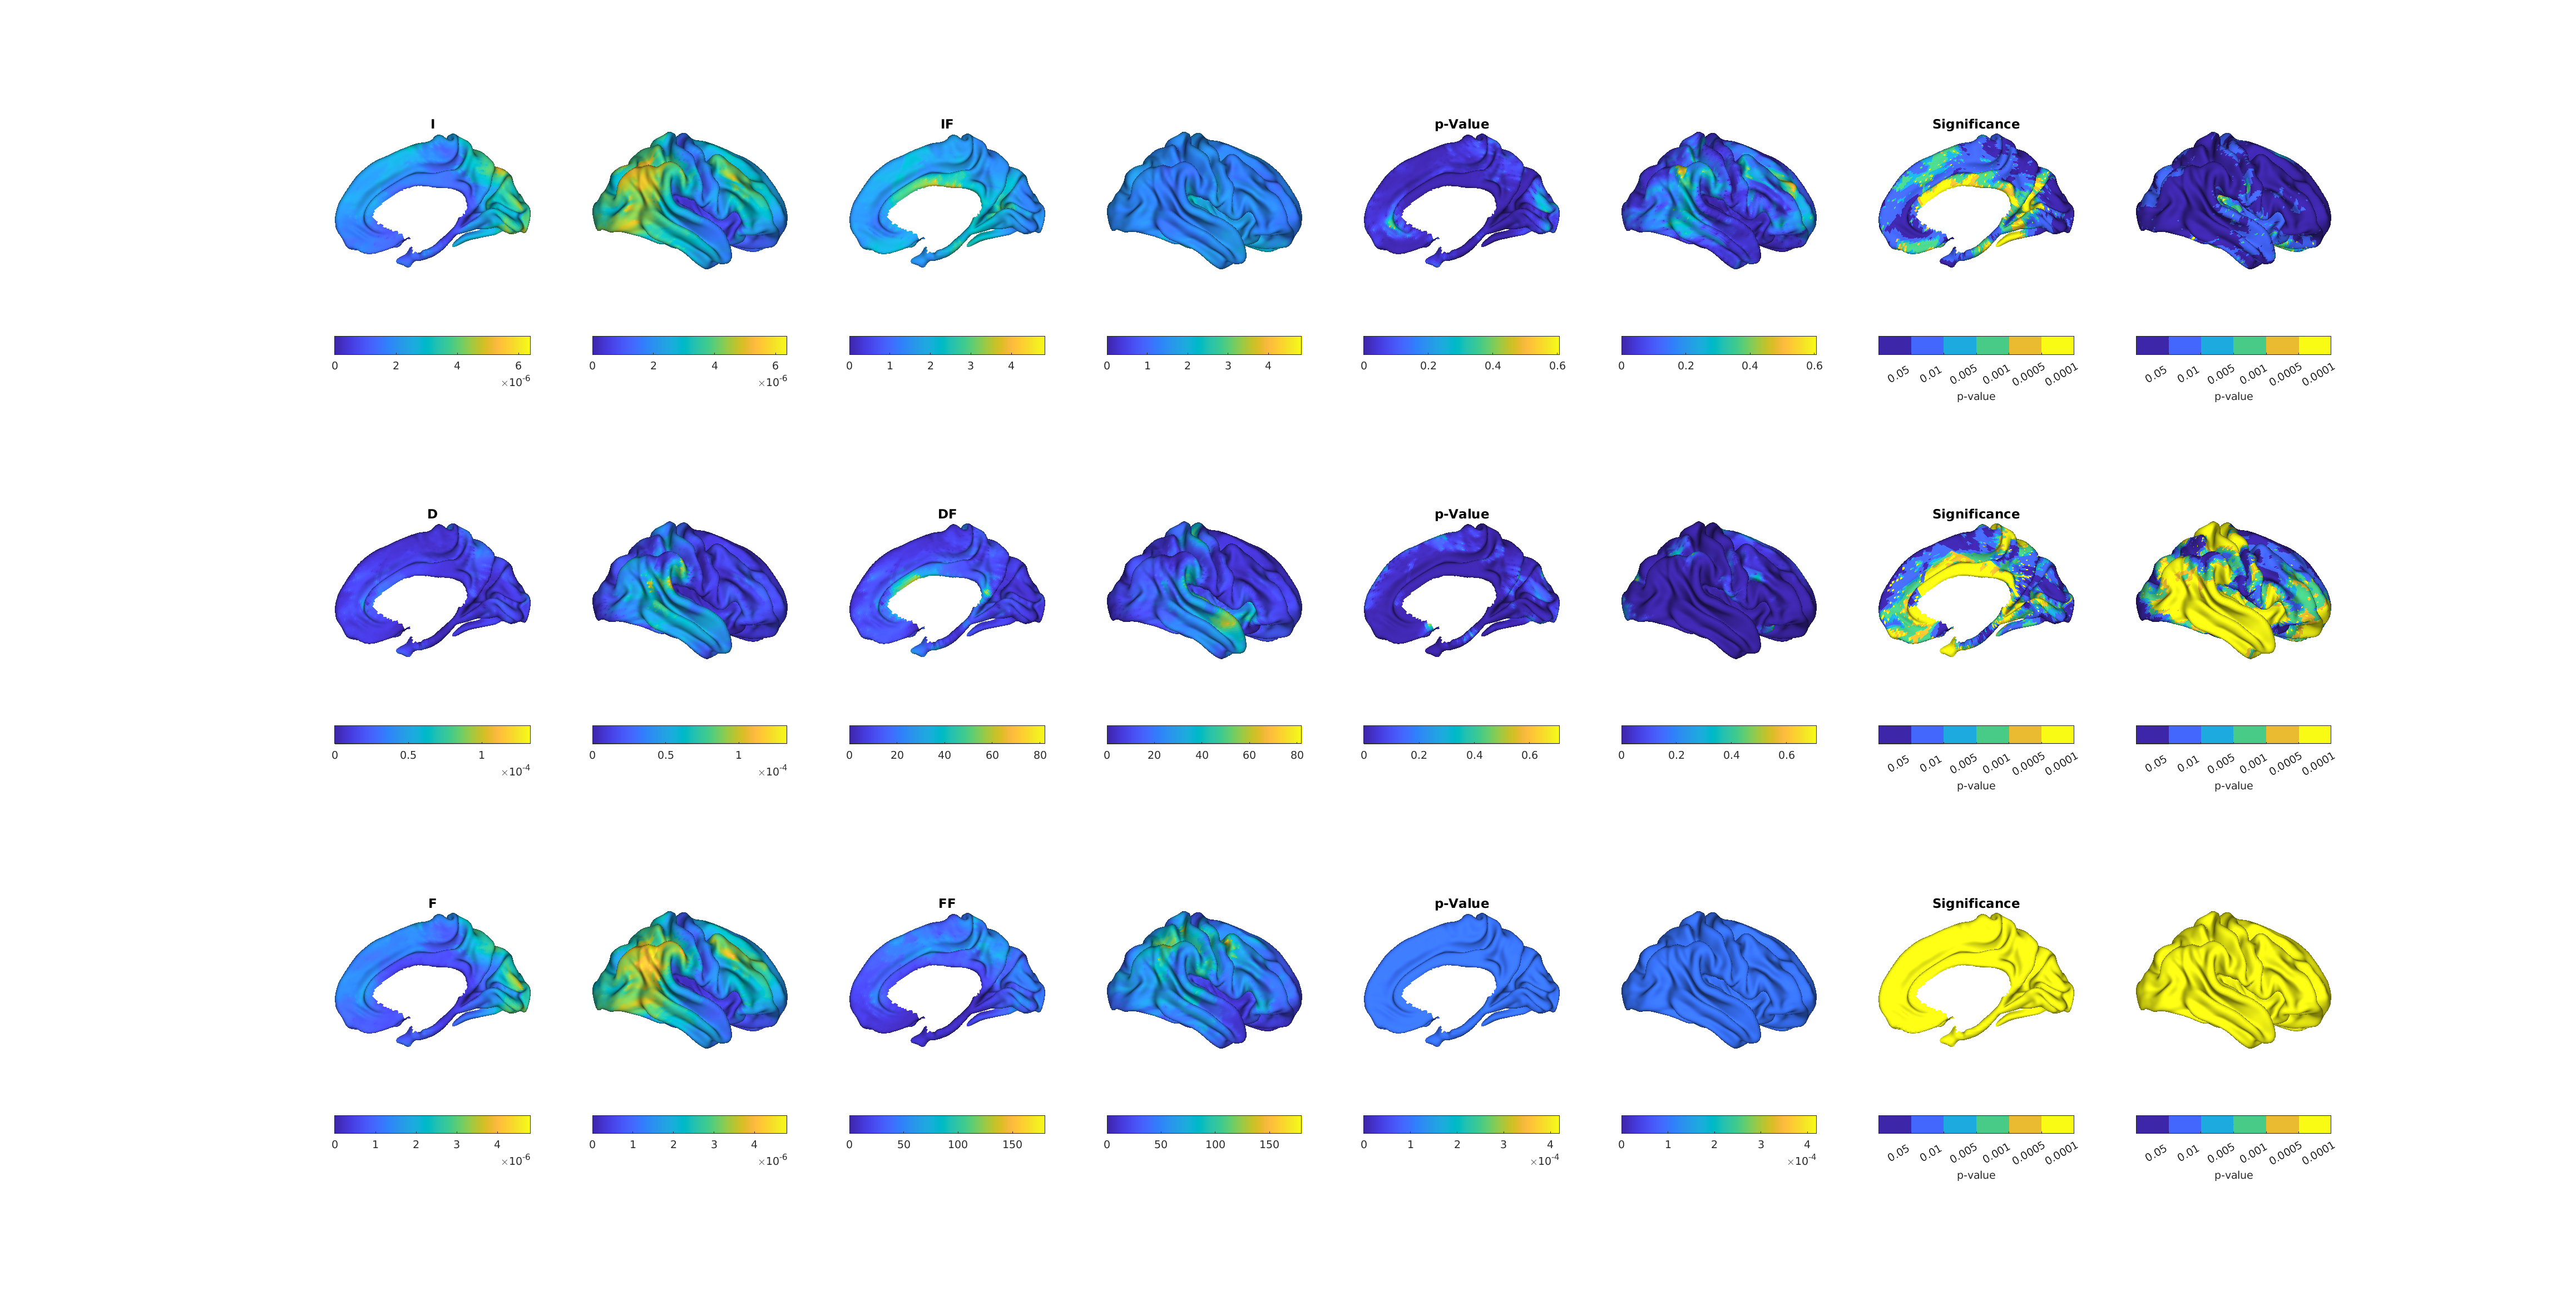 I IF p-Value Significance
0 2 4 6 0 2 4 6 0 1 2 3 4 0 1 2 3 4 0 0.2 0.4 0.6 0 0.2 0.4 0.6 0.05 0.01 0.005 0.001 0.0005 0.0001 0.05 0.01 0.005 0.001 0.0005 0.0001
×10-6 ×10-6
p-value p-value
D DF p-Value Significance
0 0.5 1 0 0.5 1 0 20 40 60 80 0 20 40 60 80 0 0.2 0.4 0.6 0 0.2 0.4 0.6 0.05 0.01 0.005 0.001 0.0005 0.0001 0.05 0.01 0.005 0.001 0.0005 0.0001
×10-4 ×10-4
p-value p-value
F FF p-Value Significance
0 1 2 3 4 0 1 2 3 4 0 50 100 150 0 50 100 150 0 1 2 3 4 0 1 2 3 4 0.05 0.01 0.005 0.001 0.0005 0.0001 0.05 0.01 0.005 0.001 0.0005 0.0001
×10-6 ×10-6 ×10-4 ×10-4
p-value p-value